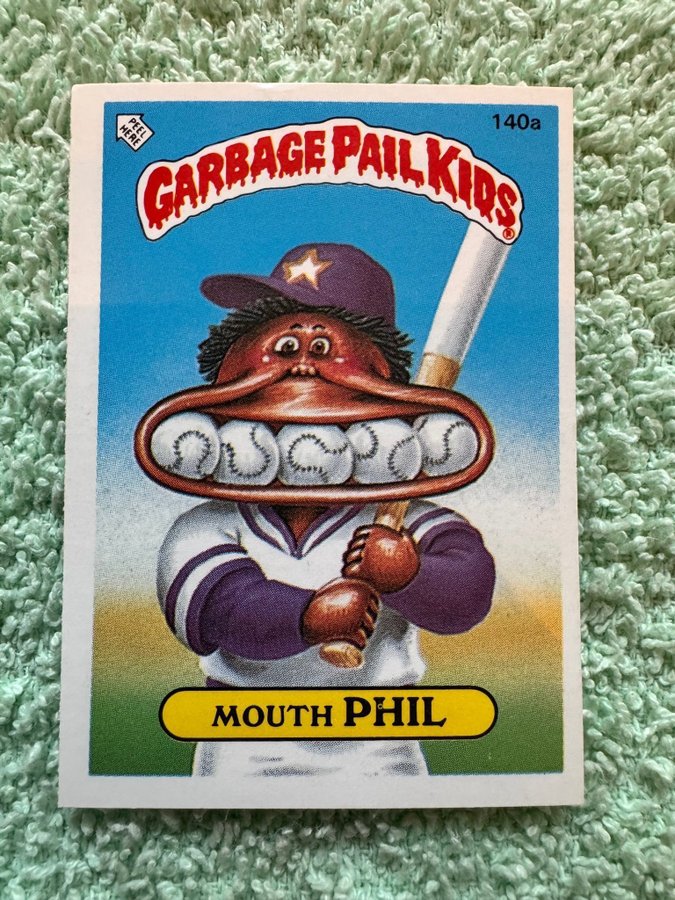 PEEL HERE
140a
GARBAGE PAIL KIDS®
MOUTH PHIL